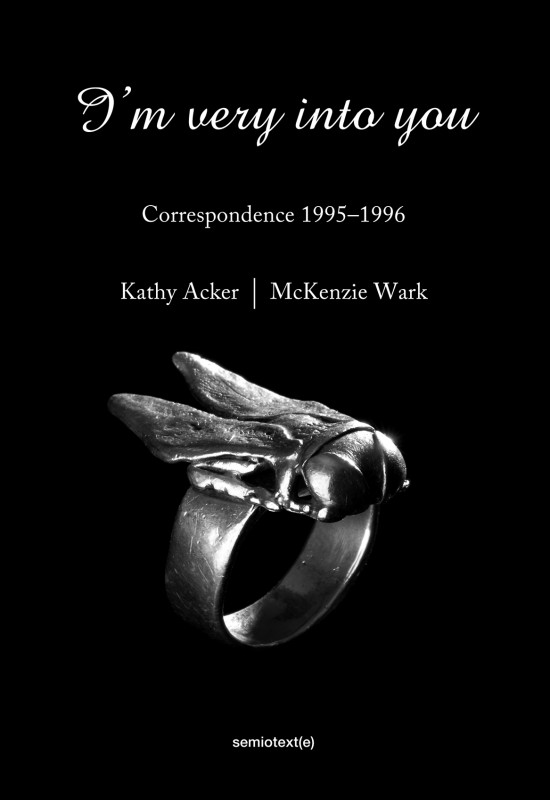 I'm very into you
Correspondence 1995–1996
Kathy Acker | McKenzie Wark
semiotext(e)